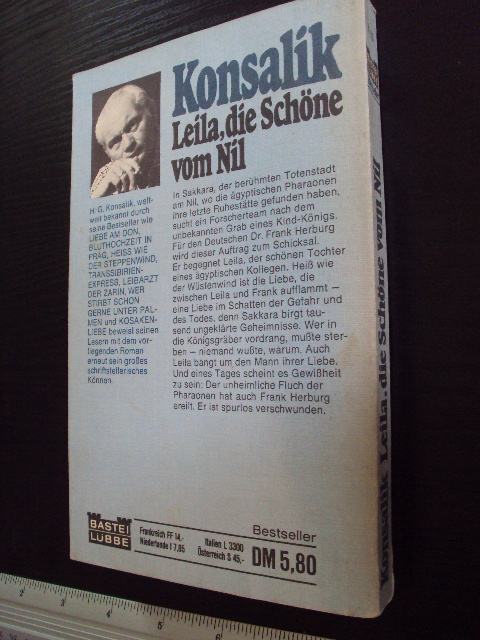 Konsalik
Leila, die Schöne
vom Nil
H. G. Konsalik, welt-
weit bekannt durch
seine Bestseller wie
LIEBE AM DON,
BLUTHOCHZEIT IN
PRAG, HEISS WIE
DER STEPPENWIND,
TRANSSIBIRIEN-
EXPRESS, LEIBARZT
DER ZARIN, WER
STIRBT SCHON
GERNE UNTER PAL-
MEN und KOSAKEN-
LIEBE beweist seinen
Lesern mit dem vor-
liegenden Roman
erneut sein großes
schriftstellerisches
Können.
In Sakkara, der berühmten Totenstadt
am Nil, wo die ägyptischen Pharaonen
ihre letzte Ruhestätte gefunden haben,
sucht ein Forscherteam nach dem
unbekannten Grab eines Kind-Königs.
Für den Deutschen Dr. Frank Herburg
wird dieser Auftrag zum Schicksal.
Er begegnet Leila, der schönen Tochter
eines ägyptischen Kollegen. Heiß wie
der Wüstenwind ist die Liebe, die
zwischen Leila und Frank aufflammt –
eine Liebe im Schatten der Gefahr und
des Todes, denn Sakkara birgt tau-
send ungeklärte Geheimnisse. Wer in
die Königsgräber vordrang, mußte ster-
ben – niemand wußte, warum. Auch
Leila bangt um den Mann ihrer Liebe.
Und eines Tages scheint es Gewißheit
zu sein: Der unheimliche Fluch der
Pharaonen hat auch Frank Herburg
ereilt. Er ist spurlos verschwunden.
BASTEI
LÜBBE
Frankreich FF 14,-
Niederlande f 7,85
Italien L 3300
Österreich S 45,-
Bestseller
DM 5,80
Konsalik Leila, die Schöne vom Nil
2
3
4
5
6